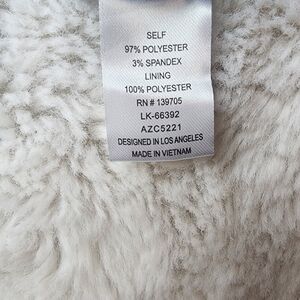 SELF
97% POLYESTER
3% SPANDEX
LINING
100% POLYESTER
RN # 139705
LK-66392
AZC5221
DESIGNED IN LOS ANGELES
MADE IN VIETNAM